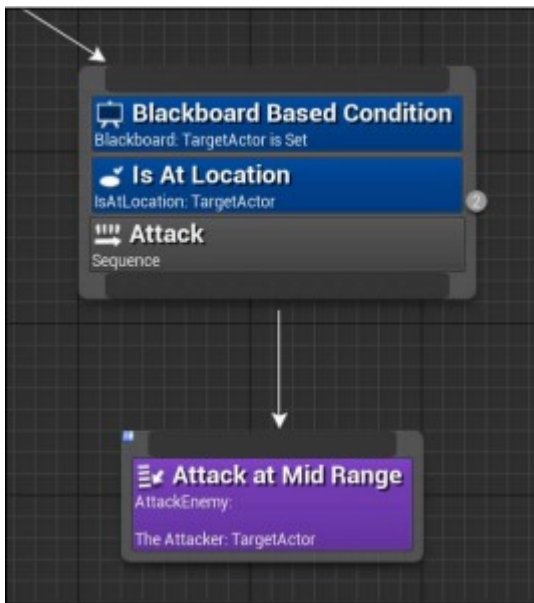 Blackboard Based Condition
Blackboard: TargetActor is Set
Is At Location
IsAtLocation: TargetActor
2
Attack
Sequence
Attack at Mid Range
AttackEnemy:
The Attacker: TargetActor